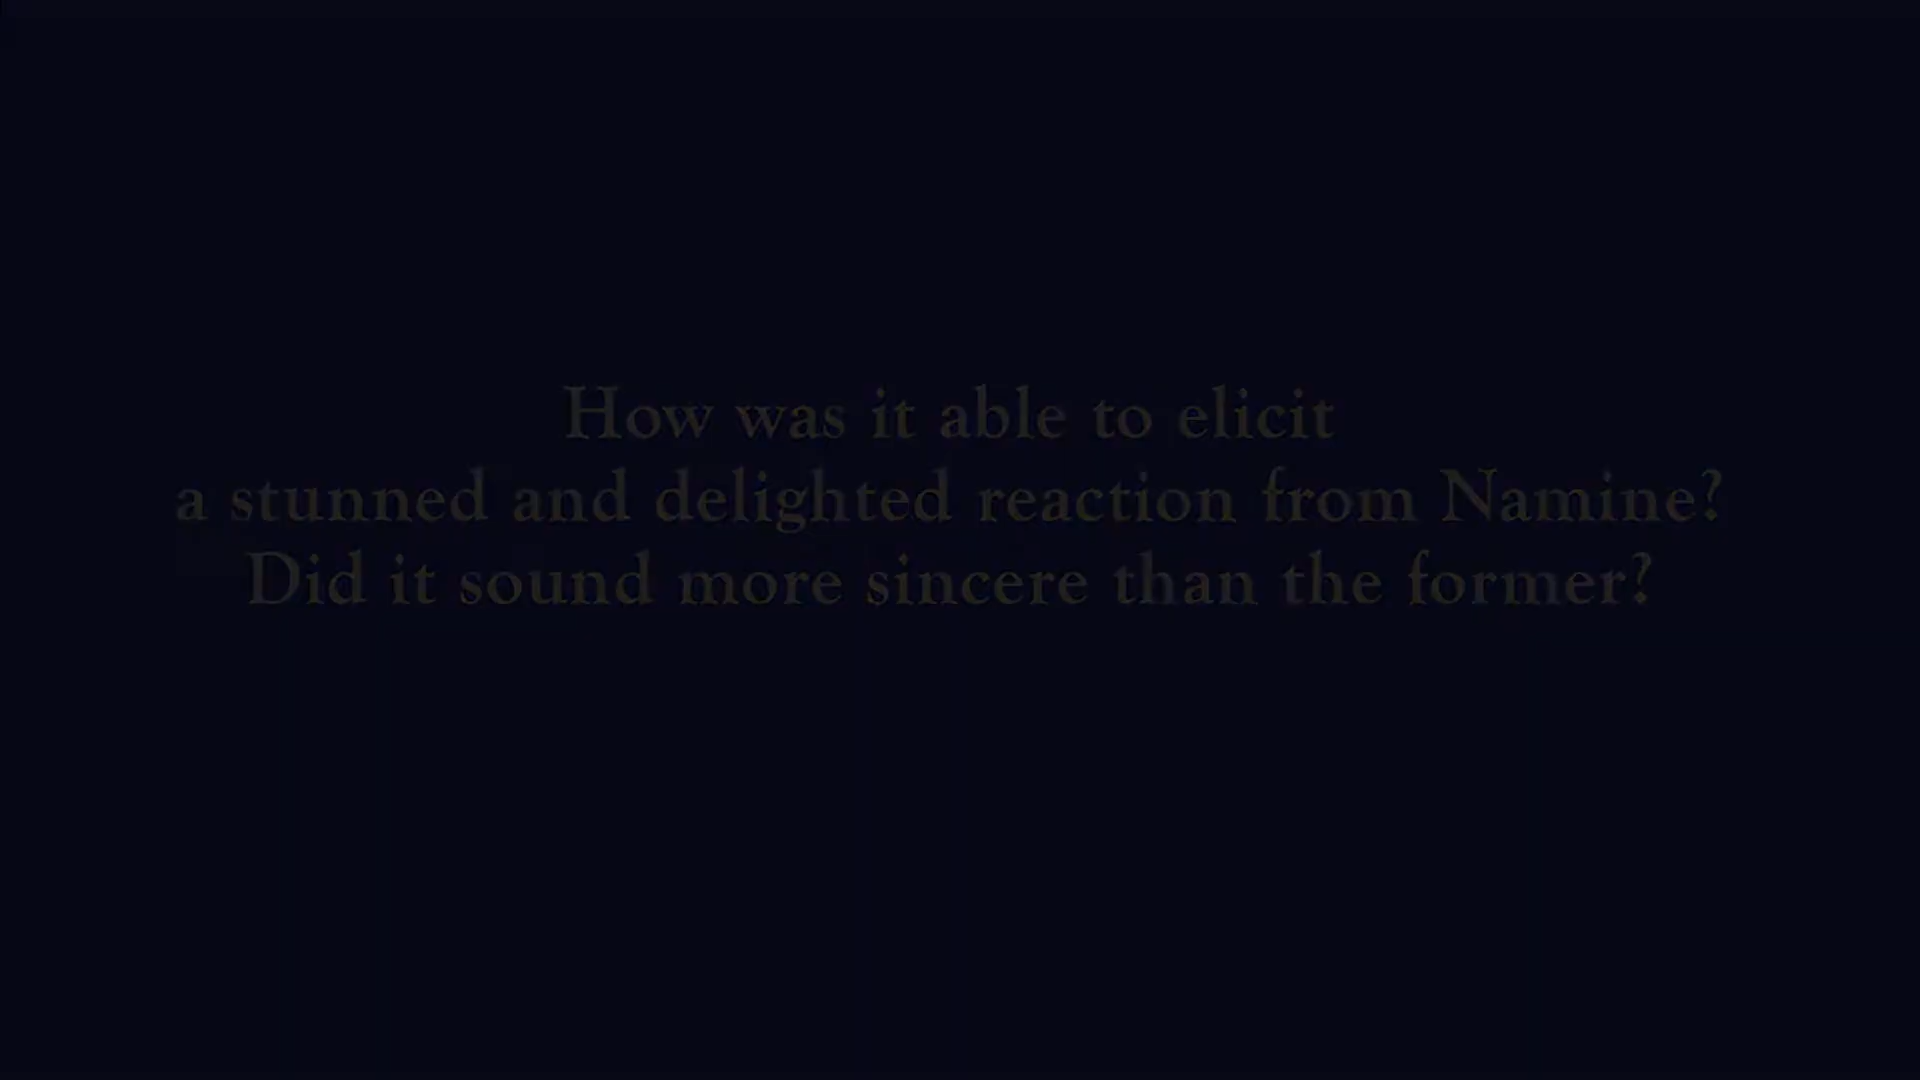 How was it able to elicit
a stunned and delighted reaction from Namine?
Did it sound more sincere than the former?